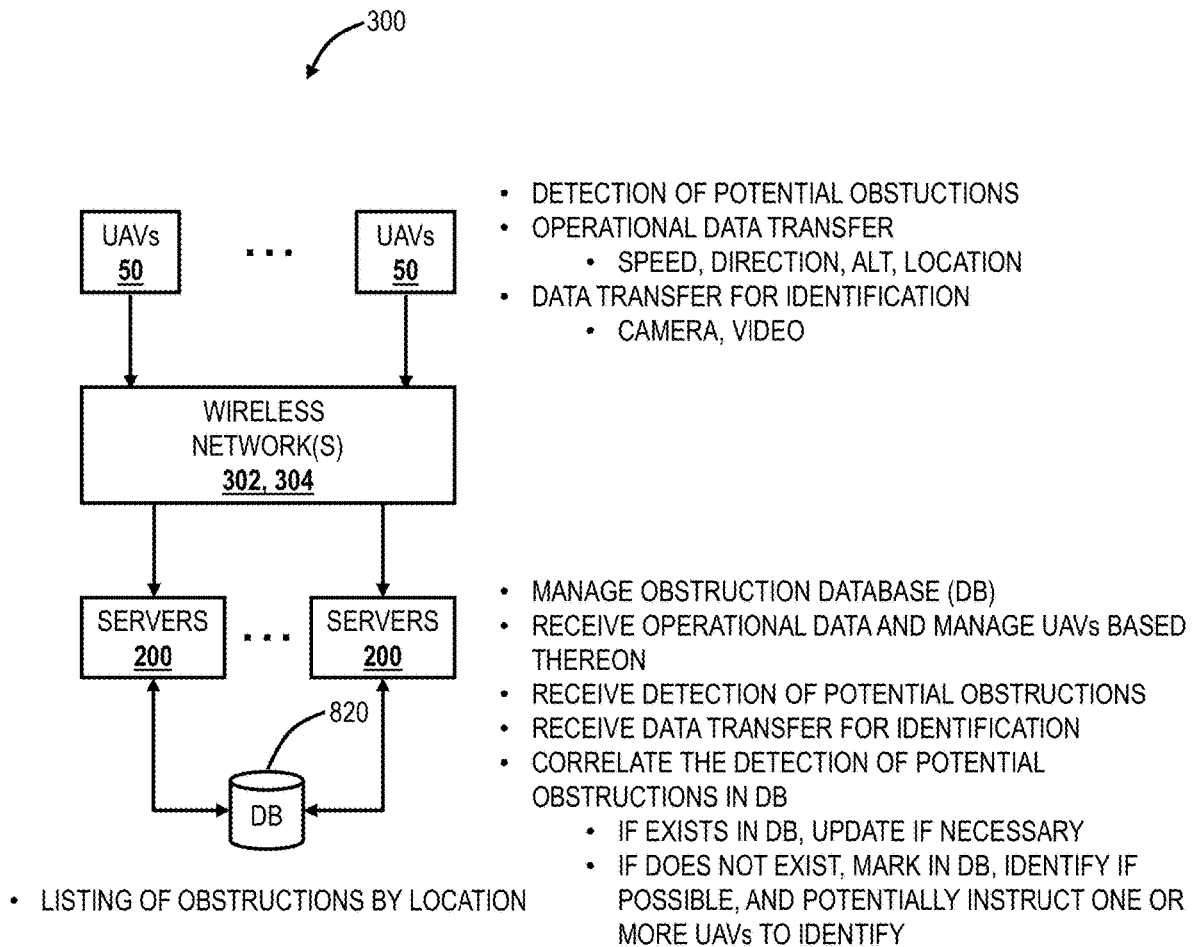 300
• DETECTION OF POTENTIAL OBSTUCTIONS
• OPERATIONAL DATA TRANSFER
• SPEED, DIRECTION, ALT, LOCATION
• DATA TRANSFER FOR IDENTIFICATION
• CAMERA, VIDEO
UAVs
50
. . .
UAVs
50
WIRELESS
NETWORK(S)
302, 304
SERVERS
200
. . .
SERVERS
200
820
DB
• LISTING OF OBSTRUCTIONS BY LOCATION
• MANAGE OBSTRUCTION DATABASE (DB)
• RECEIVE OPERATIONAL DATA AND MANAGE UAVs BASED
THEREON
• RECEIVE DETECTION OF POTENTIAL OBSTRUCTIONS
• RECEIVE DATA TRANSFER FOR IDENTIFICATION
• CORRELATE THE DETECTION OF POTENTIAL
OBSTRUCTIONS IN DB
• IF EXISTS IN DB, UPDATE IF NECESSARY
• IF DOES NOT EXIST, MARK IN DB, IDENTIFY IF
POSSIBLE, AND POTENTIALLY INSTRUCT ONE OR
MORE UAVs TO IDENTIFY